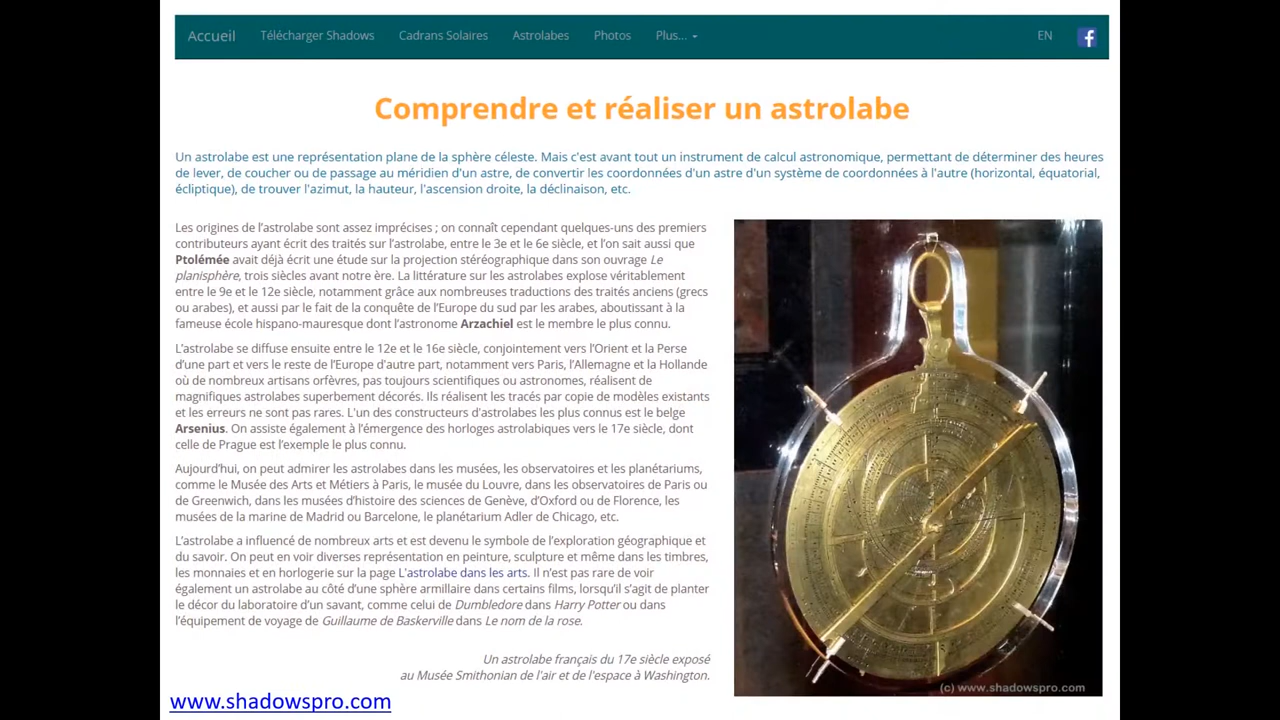 Accueil Télécharger Shadows Cadrans Solaires Astrolabes Photos Plus... EN
Comprendre et réaliser un astrolabe
Un astrolabe est une représentation plane de la sphère céleste. Mais c'est avant tout un instrument de calcul astronomique, permettant de déterminer des heures
de lever, de coucher ou de passage au méridien d'un astre, de convertir les coordonnées d'un astre d'un système de coordonnées à l'autre (horizontal, équatorial,
écliptique), de trouver l'azimut, la hauteur, l'ascension droite, la déclinaison, etc.
Les origines de l'astrolabe sont assez imprécises ; on connaît cependant quelques-uns des premiers
contributeurs ayant écrit des traités sur l'astrolabe, entre le 3e et le 6e siècle, et l'on sait aussi que
Ptolémée avait déjà écrit une étude sur la projection stéréographique dans son ouvrage Le
planisphère, trois siècles avant notre ère. La littérature sur les astrolabes explose véritablement
entre le 9e et le 12e siècle, notamment grâce aux nombreuses traductions des traités anciens (grecs
ou arabes), et aussi par le fait de la conquête de l'Europe du sud par les arabes, aboutissant à la
fameuse école hispano-mauresque dont l'astronome Arzachiel est le membre le plus connu.
L'astrolabe se diffuse ensuite entre le 12e et le 16e siècle, conjointement vers l'Orient et la Perse
d'une part et vers le reste de l'Europe d'autre part, notamment vers Paris, l'Allemagne et la Hollande
où de nombreux artisans orfèvres, pas toujours scientifiques ou astronomes, réalisent de
magnifiques astrolabes superbement décorés. Ils réalisent les tracés par copie de modèles existants
et les erreurs ne sont pas rares. L'un des constructeurs d'astrolabes les plus connus est le belge
Arsenius. On assiste également à l'émergence des horloges astrolabiques vers le 17e siècle, dont
celle de Prague est l'exemple le plus connu.
Aujourd'hui, on peut admirer les astrolabes dans les musées, les observatoires et les planétariums,
comme le Musée des Arts et Métiers à Paris, le musée du Louvre, dans les observatoires de Paris ou
de Greenwich, dans les musées d'histoire des sciences de Genève, d'Oxford ou de Florence, les
musées de la marine de Madrid ou Barcelone, le planétarium Adler de Chicago, etc.
L'astrolabe a influencé de nombreux arts et est devenu le symbole de l'exploration géographique et
du savoir. On peut en voir diverses représentation en peinture, sculpture et même dans les timbres,
les monnaies et en horlogerie sur la page L'astrolabe dans les arts. Il n'est pas rare de voir
également un astrolabe au côté d'une sphère armillaire dans certains films, lorsqu'il s'agit de planter
le décor du laboratoire d'un savant, comme celui de Dumbledore dans Harry Potter ou dans
l'équipement de voyage de Guillaume de Baskerville dans Le nom de la rose.
Un astrolabe français du 17e siècle exposé
au Musée Smithonian de l'air et de l'espace à Washington.
(c) www.shadowspro.com
www.shadowspro.com